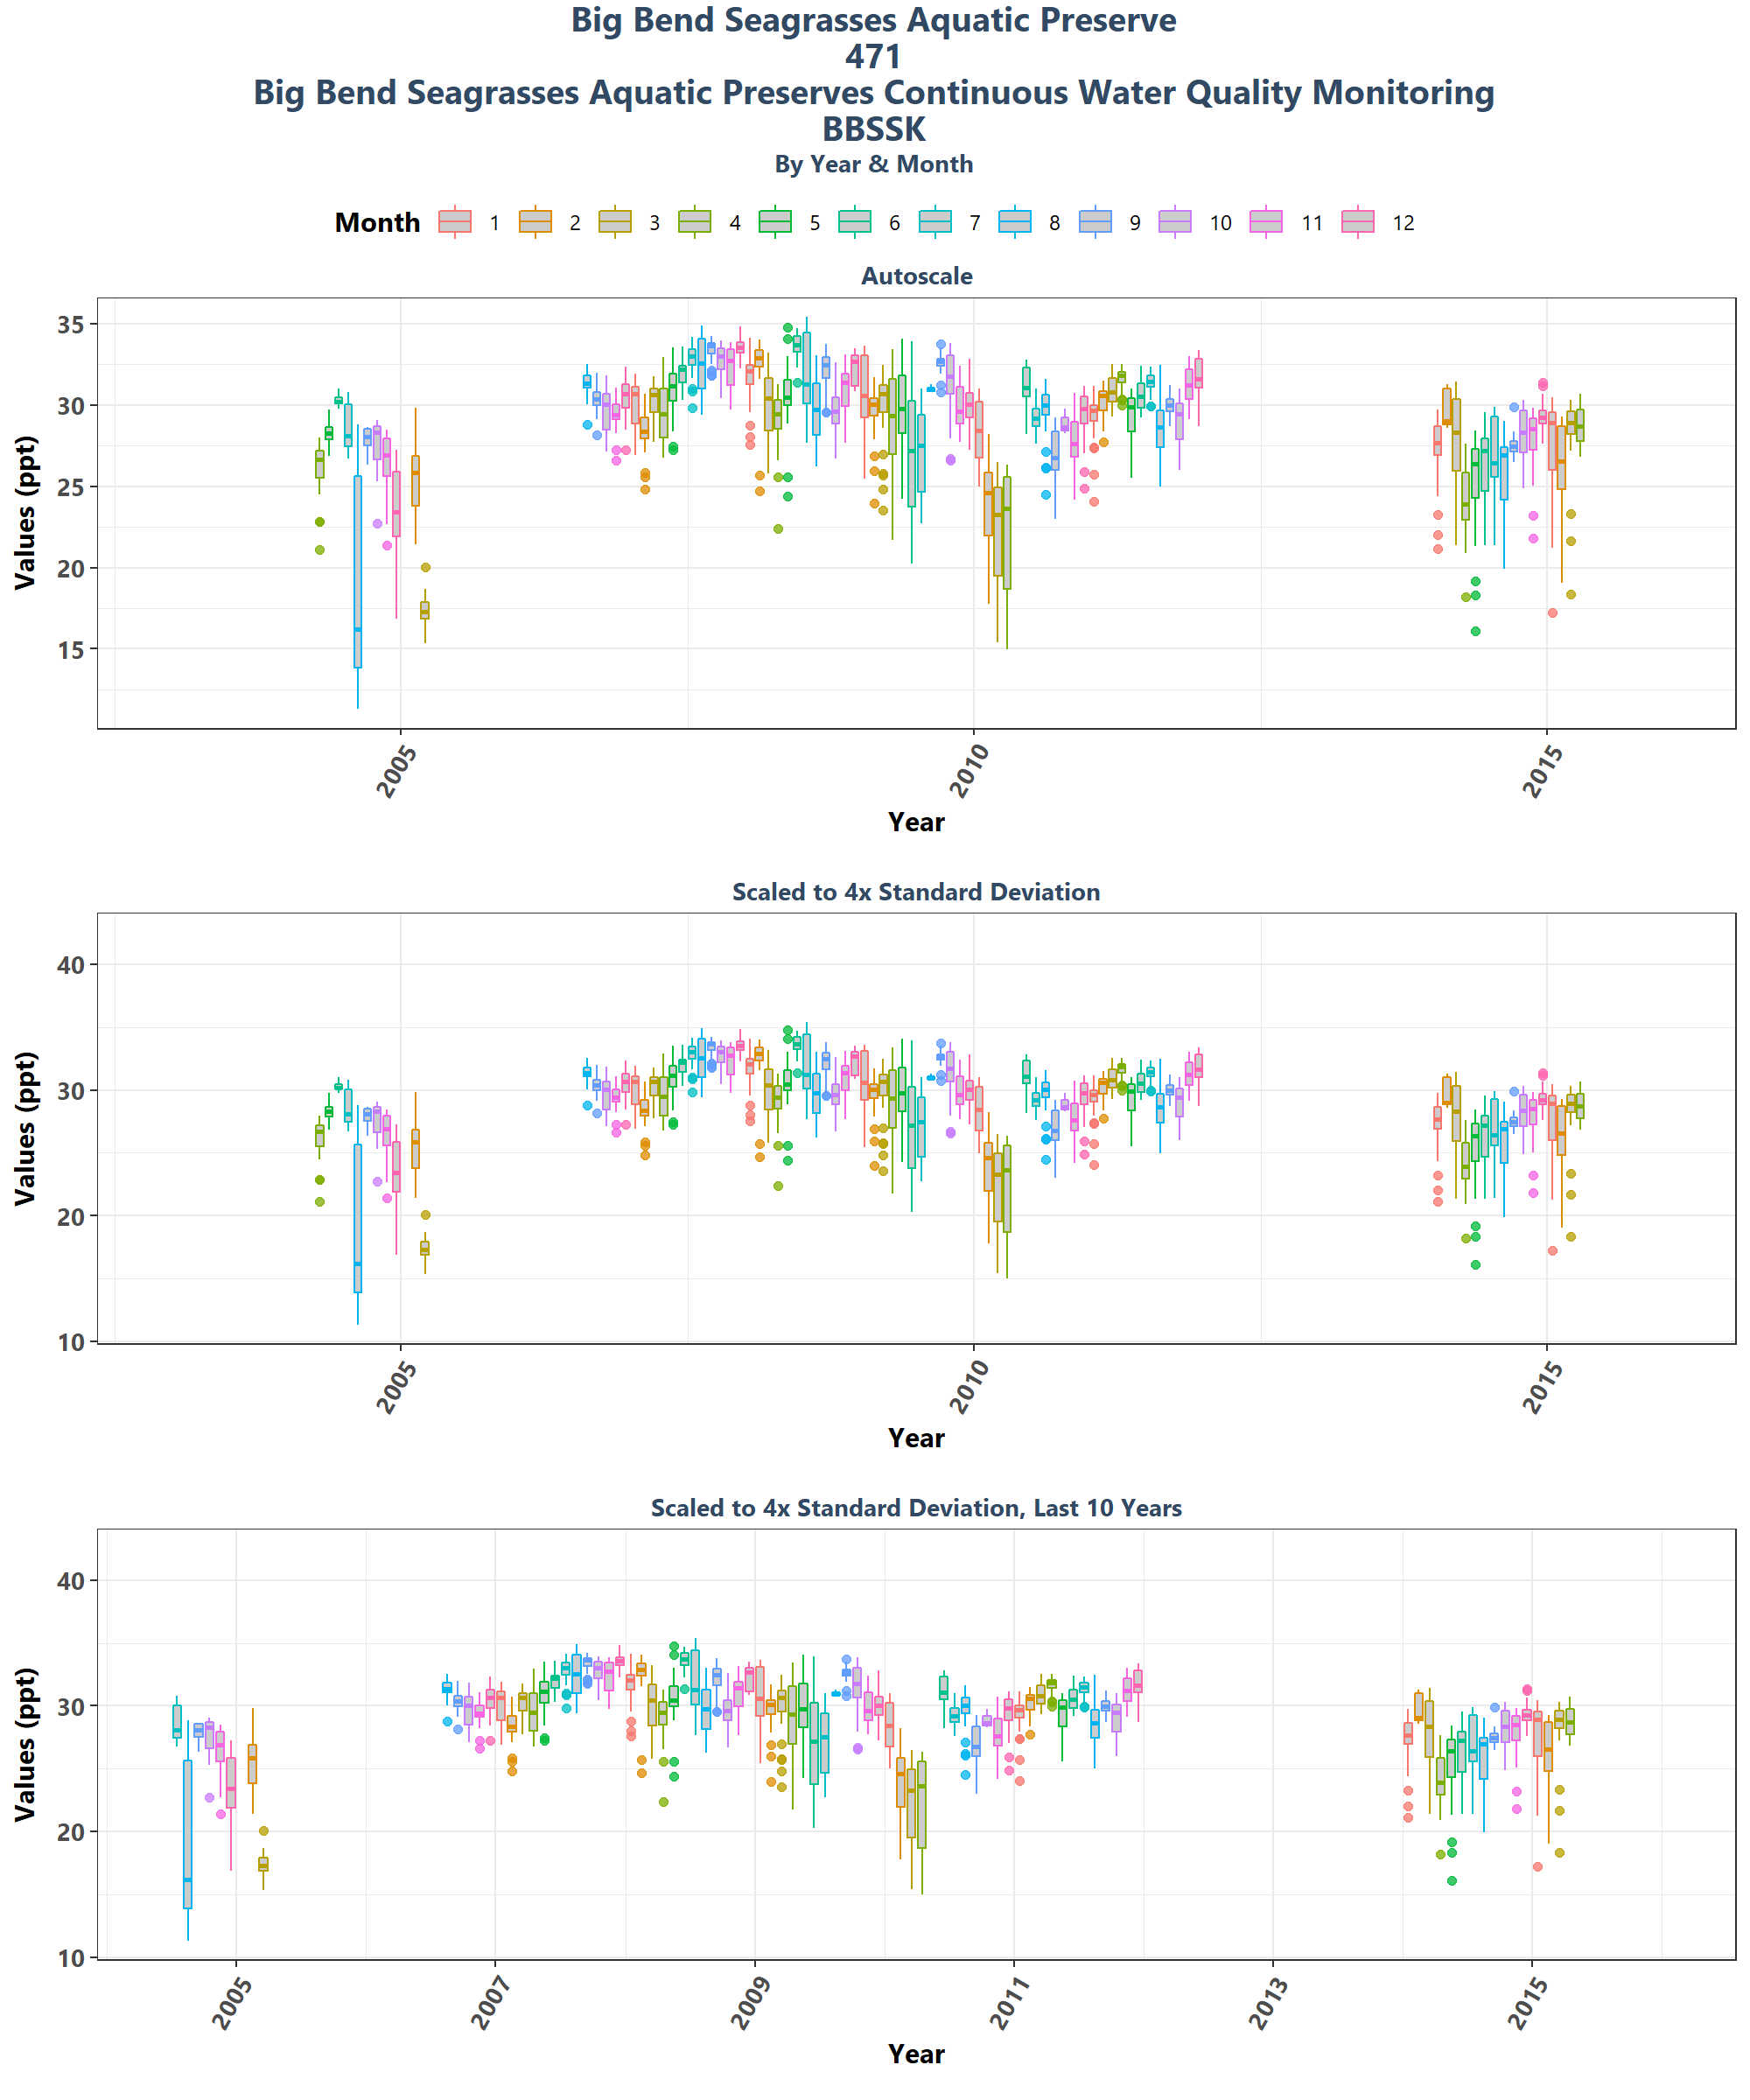 Big Bend Seagrasses Aquatic Preserve
471
Big Bend Seagrasses Aquatic Preserves Continuous Water Quality Monitoring
BBSSK
By Year & Month
Month 1 2 3 4 5 6 7 8 9 10 11 12
Autoscale
Values (ppt)
35
30
25
20
15
2005 2010 2015
Year
Scaled to 4x Standard Deviation
Values (ppt)
40
30
20
10
2005 2010 2015
Year
Scaled to 4x Standard Deviation, Last 10 Years
Values (ppt)
40
30
20
10
2005 2007 2009 2011 2013 2015
Year